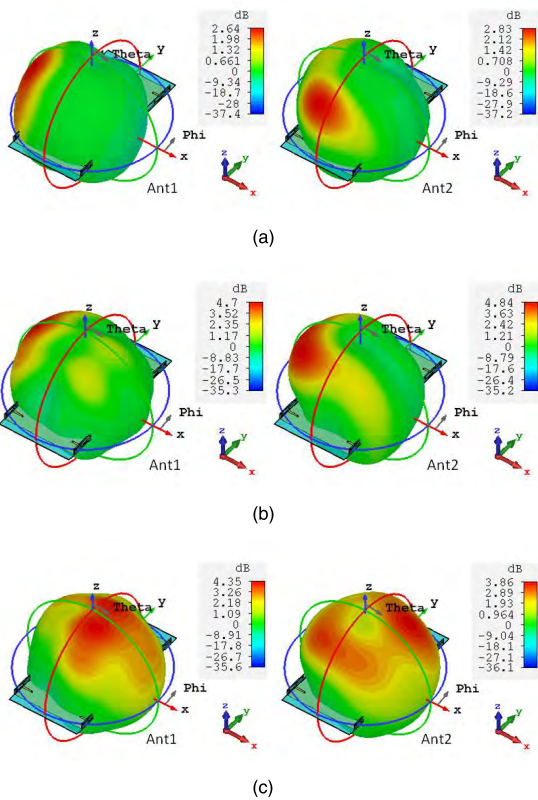 dB
2.64
1.98
1.32
0.661
0
-9.34
-18.7
-28
-37.4
z
Theta
y
Phi
x
Ant1
z
y
x
dB
2.83
2.12
1.42
0.708
0
-9.29
-18.6
-27.9
-37.2
z
Theta
y
Phi
x
Ant2
z
y
x
(a)
dB
4.7
3.52
2.35
1.17
0
-8.83
-17.7
-26.5
-35.3
z
Theta
y
Phi
x
Ant1
z
y
x
dB
4.84
3.63
2.42
1.21
0
-8.79
-17.6
-26.4
-35.2
z
Theta
y
Phi
x
Ant2
z
y
x
(b)
dB
4.35
3.26
2.18
1.09
0
-8.91
-17.8
-26.7
-35.6
z
Theta
y
Phi
x
Ant1
z
y
x
dB
3.86
2.89
1.93
0.964
0
-9.04
-18.1
-27.1
-36.1
z
Theta
y
Phi
x
Ant2
z
y
x
(c)